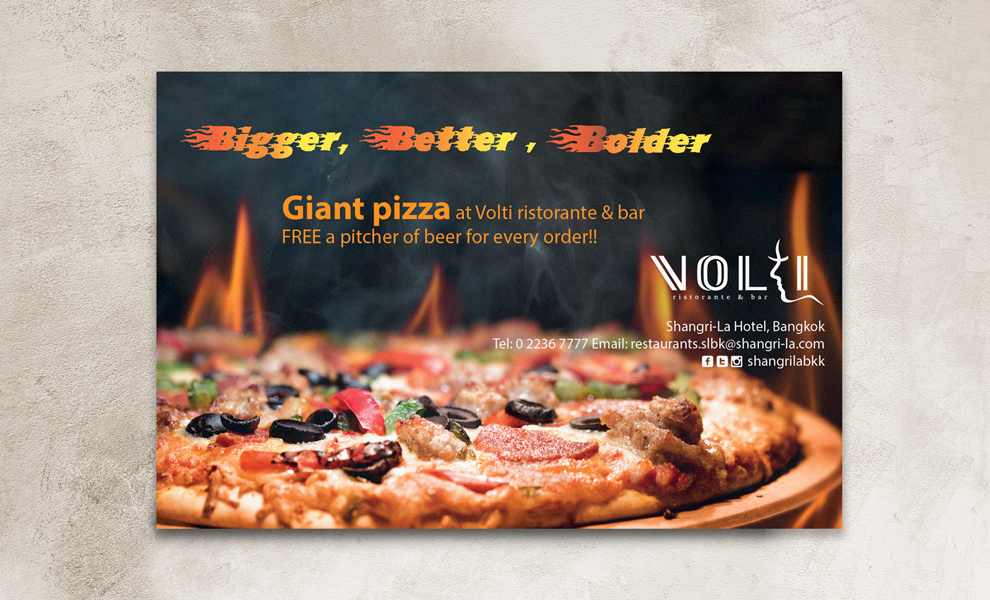 Bigger, Better , Bolder
Giant pizza at Volti ristorante & bar
FREE a pitcher of beer for every order!!
VOLTI
ristorante & bar
Shangri-La Hotel, Bangkok
Tel: 0 2236 7777 Email: restaurants.slbk@shangri-la.com
shangrilabkk